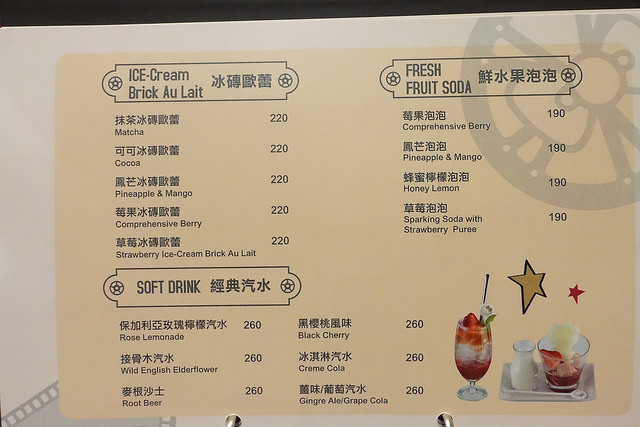 ICE-Cream
Brick Au Lait 冰磚歐蕾
抹茶冰磚歐蕾 220
Matcha
可可冰磚歐蕾 220
Cocoa
鳳芒冰磚歐蕾 220
Pineapple & Mango
莓果冰磚歐蕾 220
Comprehensive Berry
草莓冰磚歐蕾 220
Strawberry Ice-Cream Brick Au Lait
FRESH
FRUIT SODA 鮮水果泡泡
莓果泡泡 190
Comprehensive Berry
鳳芒泡泡 190
Pineapple & Mango
蜂蜜檸檬泡泡 190
Honey Lemon
草莓泡泡 190
Sparking Soda with
Strawberry Puree
SOFT DRINK 經典汽水
保加利亞玫瑰檸檬汽水 260
Rose Lemonade
接骨木汽水 260
Wild English Elderflower
麥根沙士 260
Root Beer
黑櫻桃風味 260
Black Cherry
冰淇淋汽水 260
Creme Cola
薑味/葡萄汽水 260
Gingre Ale/Grape Cola